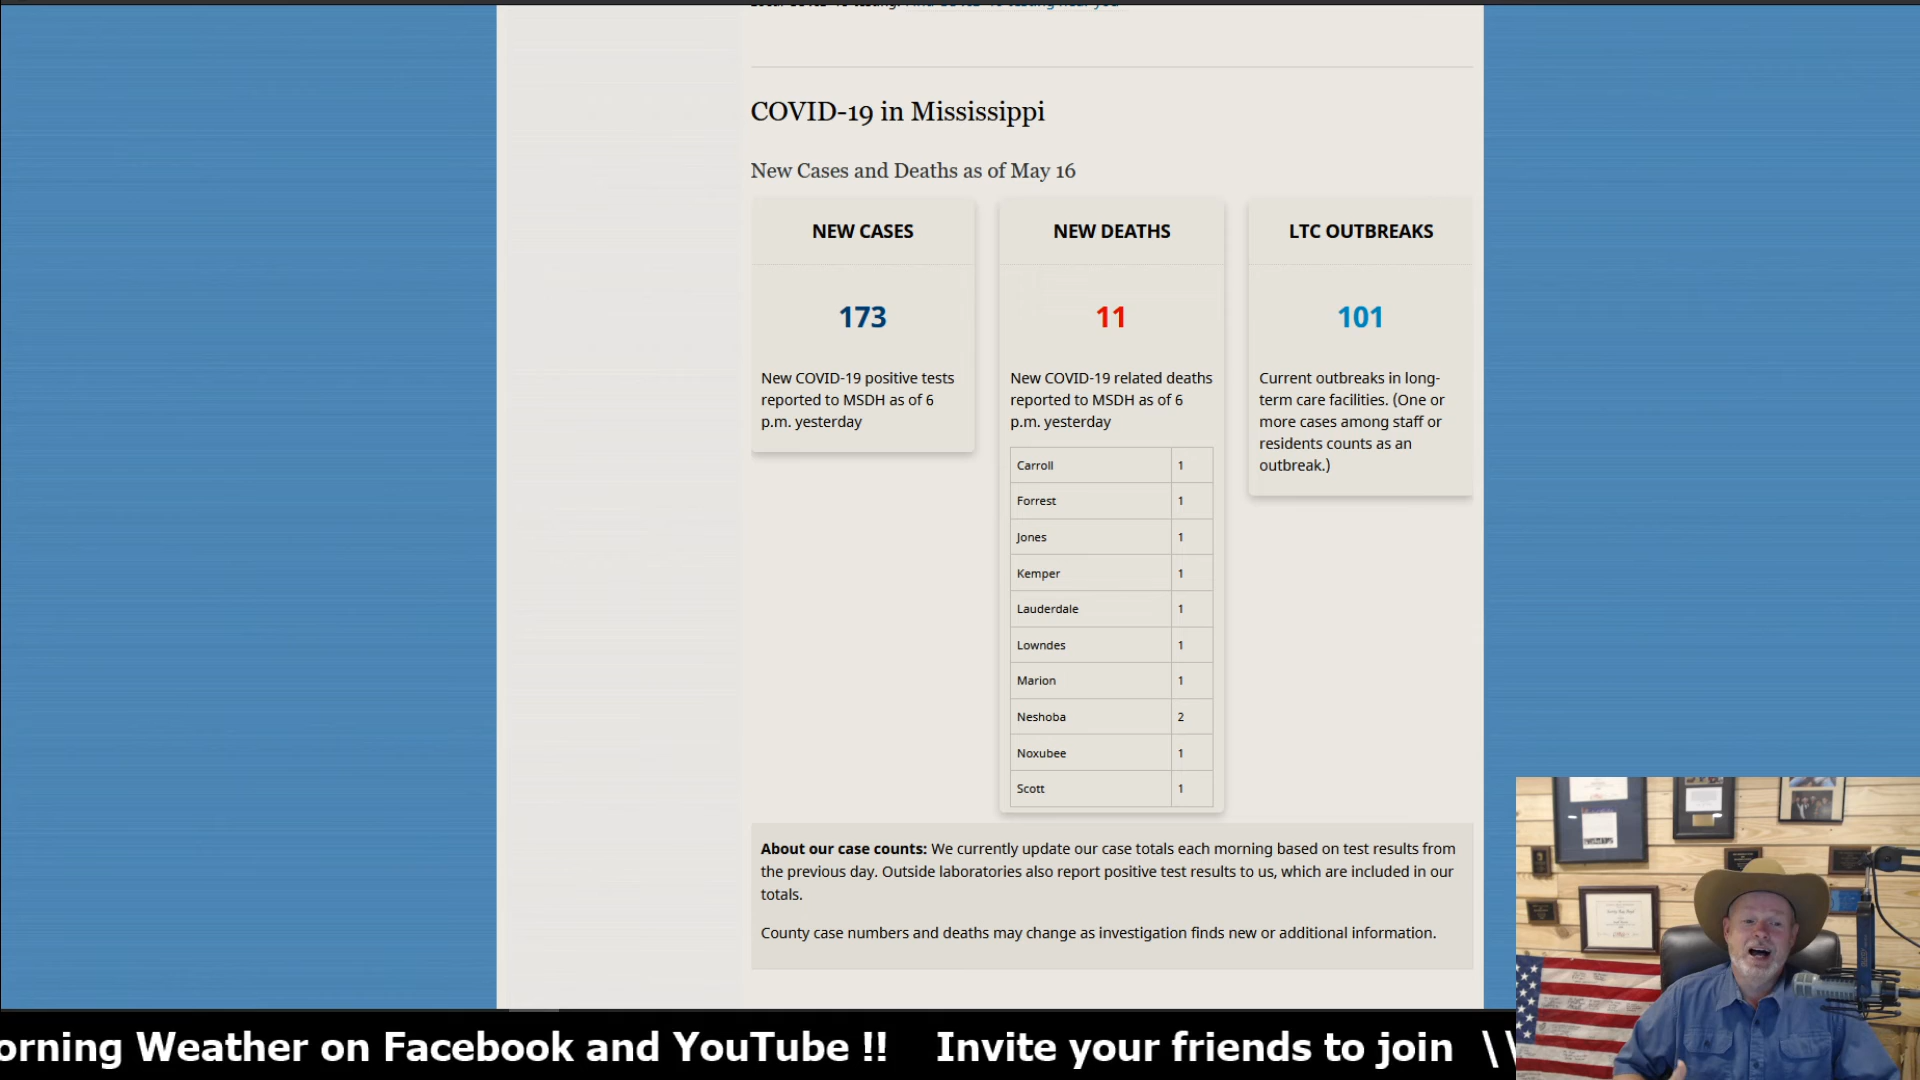 COVID-19 in Mississippi
New Cases and Deaths as of May 16
NEW CASES
173
New COVID-19 positive tests
reported to MSDH as of 6
p.m. yesterday
NEW DEATHS
11
New COVID-19 related deaths
reported to MSDH as of 6
p.m. yesterday
Carroll 1
Forrest 1
Jones 1
Kemper 1
Lauderdale 1
Lowndes 1
Marion 1
Neshoba 2
Noxubee 1
Scott 1
LTC OUTBREAKS
101
Current outbreaks in long-
term care facilities. (One or
more cases among staff or
residents counts as an
outbreak.)
About our case counts: We currently update our case totals each morning based on test results from
the previous day. Outside laboratories also report positive test results to us, which are included in our
totals.
County case numbers and deaths may change as investigation finds new or additional information.
orning Weather on Facebook and YouTube !! Invite your friends to join \\